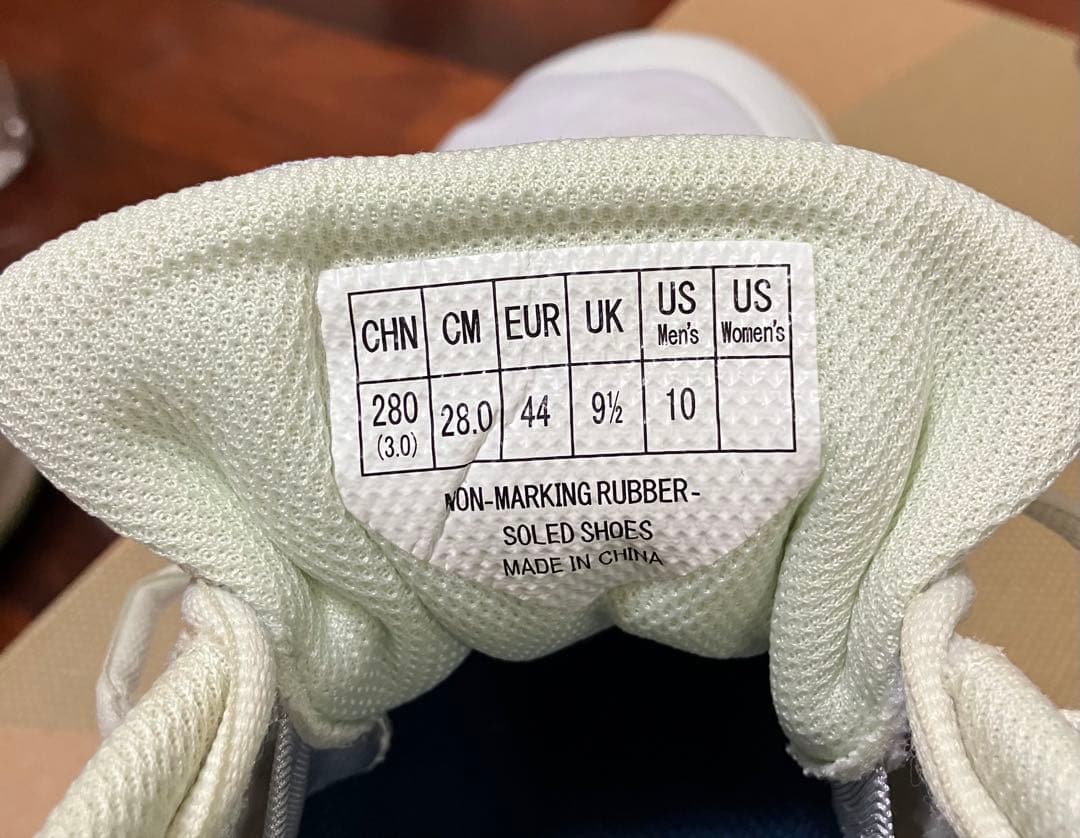 CHN CM EUR UK US Men's US Women's
280 (3.0) 28.0 44 9½ 10
NON-MARKING RUBBER-
SOLED SHOES
MADE IN CHINA